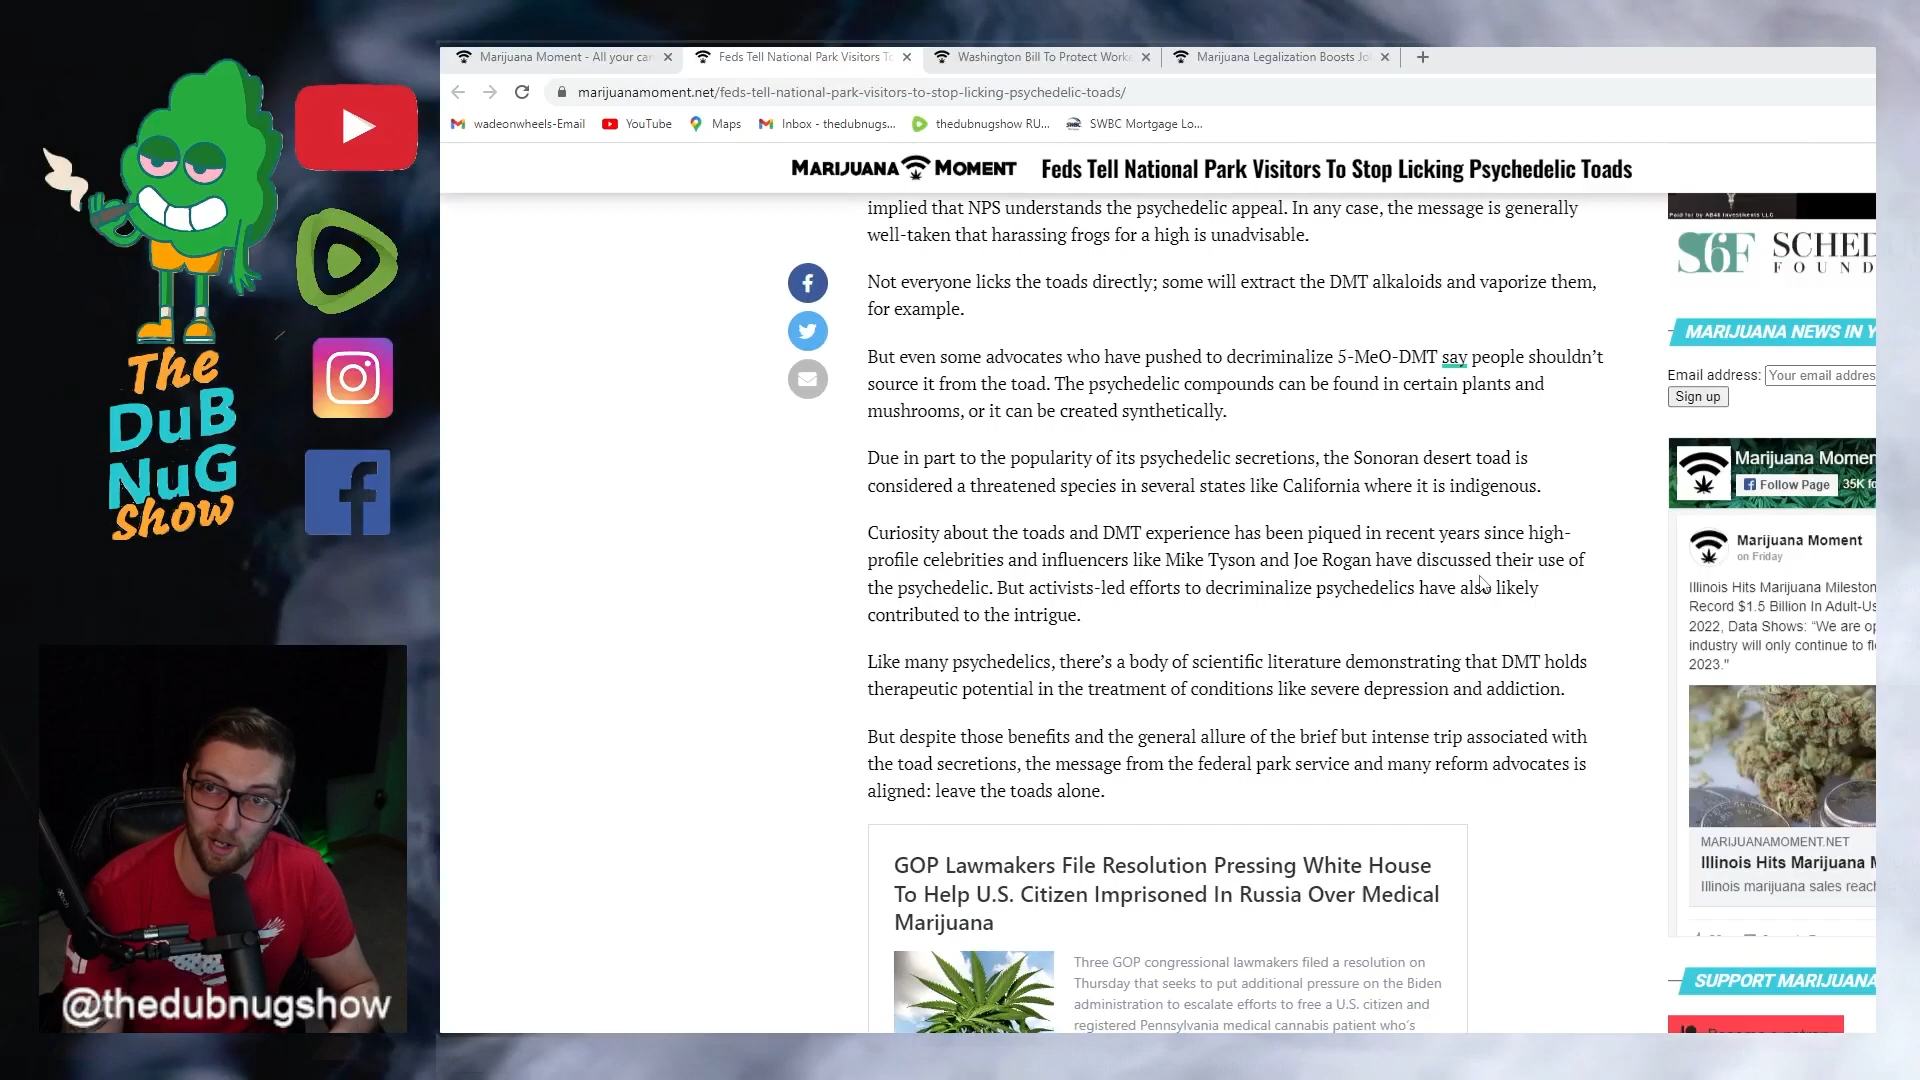 Marijuana Moment - All your can
Feds Tell National Park Visitors To
Washington Bill To Protect Worke
Marijuana Legalization Boosts Jo
marijuanamoment.net/feds-tell-national-park-visitors-to-stop-licking-psychedelic-toads/
wadeonwheels-Email
YouTube
Maps
Inbox - thedubnugs...
thedubnugshow RU...
SWBC Mortgage Lo...
MARIJUANA MOMENT
Feds Tell National Park Visitors To Stop Licking Psychedelic Toads
implied that NPS understands the psychedelic appeal. In any case, the message is generally
well-taken that harassing frogs for a high is unadvisable.
Not everyone licks the toads directly; some will extract the DMT alkaloids and vaporize them,
for example.
But even some advocates who have pushed to decriminalize 5-MeO-DMT say people shouldn’t
source it from the toad. The psychedelic compounds can be found in certain plants and
mushrooms, or it can be created synthetically.
Due in part to the popularity of its psychedelic secretions, the Sonoran desert toad is
considered a threatened species in several states like California where it is indigenous.
Curiosity about the toads and DMT experience has been piqued in recent years since high-
profile celebrities and influencers like Mike Tyson and Joe Rogan have discussed their use of
the psychedelic. But activists-led efforts to decriminalize psychedelics have also likely
contributed to the intrigue.
Like many psychedelics, there’s a body of scientific literature demonstrating that DMT holds
therapeutic potential in the treatment of conditions like severe depression and addiction.
But despite those benefits and the general allure of the brief but intense trip associated with
the toad secretions, the message from the federal park service and many reform advocates is
aligned: leave the toads alone.
GOP Lawmakers File Resolution Pressing White House
To Help U.S. Citizen Imprisoned In Russia Over Medical
Marijuana
Three GOP congressional lawmakers filed a resolution on
Thursday that seeks to put additional pressure on the Biden
administration to escalate efforts to free a U.S. citizen and
registered Pennsylvania medical cannabis patient who’s
Paid for by AB46 Investments LLC
S6F SCHED
FOUND
MARIJUANA NEWS IN Y
Email address: Your email addres
Sign up
Marijuana Momen
Follow Page 35K fo
Marijuana Moment
on Friday
Illinois Hits Marijuana Mileston
Record $1.5 Billion In Adult-Us
2022, Data Shows: “We are op
industry will only continue to fl
2023."
MARIJUANAMOMENT.NET
Illinois Hits Marijuana M
Illinois marijuana sales reach
SUPPORT MARIJUANA
The
DuB
NuG
Show
@thedubnugshow